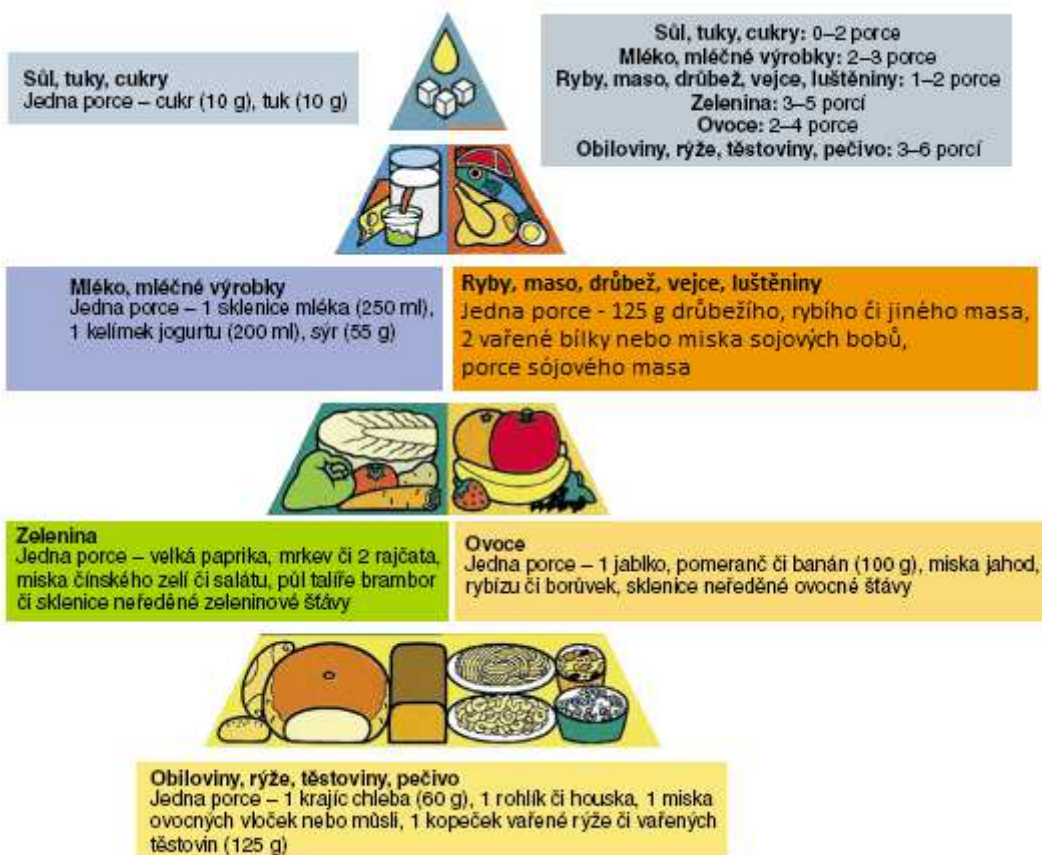 Sůl, tuky, cukry
Jedna porce – cukr (10 g), tuk (10 g)
Sůl, tuky, cukry: 0–2 porce
Mléko, mléčné výrobky: 2–3 porce
Ryby, maso, drůbež, vejce, luštěniny: 1–2 porce
Zelenina: 3–5 porcí
Ovoce: 2–4 porce
Obiloviny, rýže, těstoviny, pečivo: 3–6 porcí
Mléko, mléčné výrobky
Jedna porce – 1 sklenice mléka (250 ml),
1 kelímek jogurtu (200 ml), sýr (55 g)
Ryby, maso, drůbež, vejce, luštěniny
Jedna porce - 125 g drůbežího, rybího či jiného masa,
2 vařené bílky nebo miska sojových bobů,
porce sójového masa
Zelenina
Jedna porce – velká paprika, mrkev či 2 rajčata,
miska čínského zelí či salátu, půl talíře brambor
či sklenice neředěné zeleninové šťávy
Ovoce
Jedna porce – 1 jablko, pomeranč či banán (100 g), miska jahod,
rybízu či borůvek, sklenice neředěné ovocné šťávy
Obiloviny, rýže, těstoviny, pečivo
Jedna porce – 1 krajíc chleba (60 g), 1 rohlík či houska, 1 miska
ovocných vloček nebo műsli, 1 kopeček vařené rýže či vařených
těstovin (125 g)